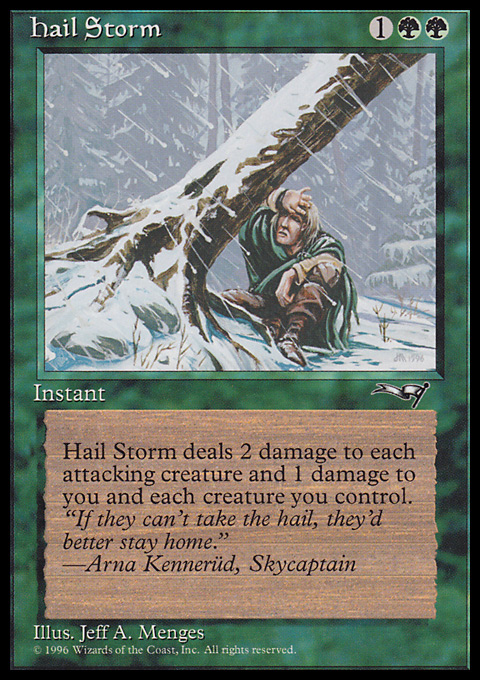 Hail Storm 1
Instant
Hail Storm deals 2 damage to each
attacking creature and 1 damage to
you and each creature you control.
“If they can’t take the hail, they’d
better stay home.”
—Arna Kennerüd, Skycaptain
Illus. Jeff A. Menges
© 1996 Wizards of the Coast, Inc. All rights reserved.